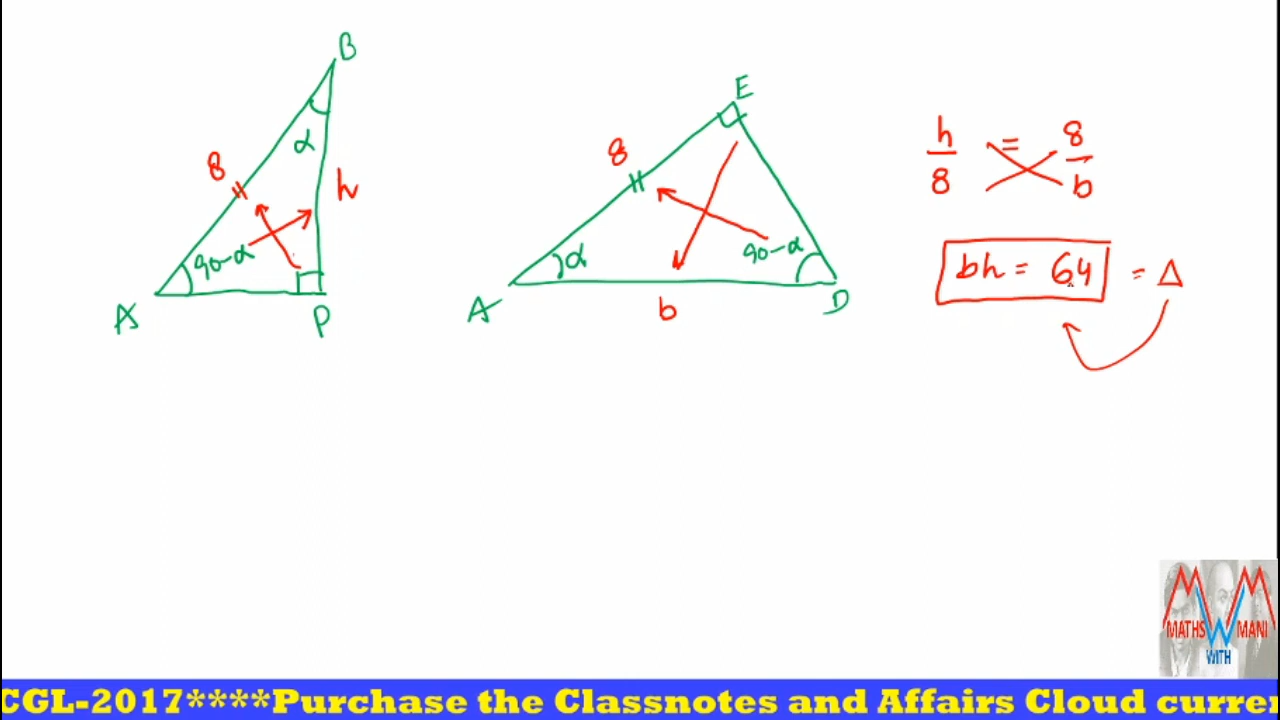 B
α
8
h
90-α
A
P
E
8
α
90-α
A
b
D
h/8 = 8/b
bh = 64 = Δ
MATHS WITH MANI
CGL-2017****Purchase the Classnotes and Affairs Cloud curre